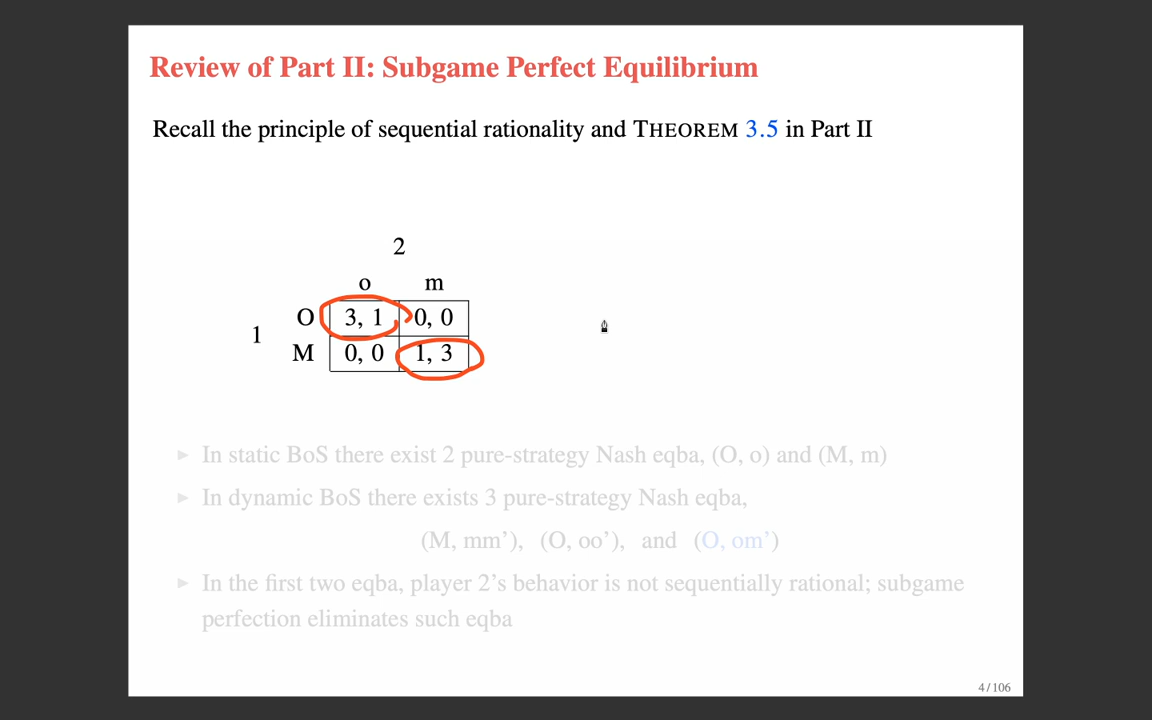 Review of Part II: Subgame Perfect Equilibrium
Recall the principle of sequential rationality and THEOREM 3.5 in Part II
2
o m
O 3, 1 0, 0
1
M 0, 0 1, 3
▸ In static BoS there exist 2 pure-strategy Nash eqba, (O, o) and (M, m)
▸ In dynamic BoS there exists 3 pure-strategy Nash eqba,
(M, mm’), (O, oo’), and (O, om’)
▸ In the first two eqba, player 2’s behavior is not sequentially rational; subgame
perfection eliminates such eqba
4 / 106